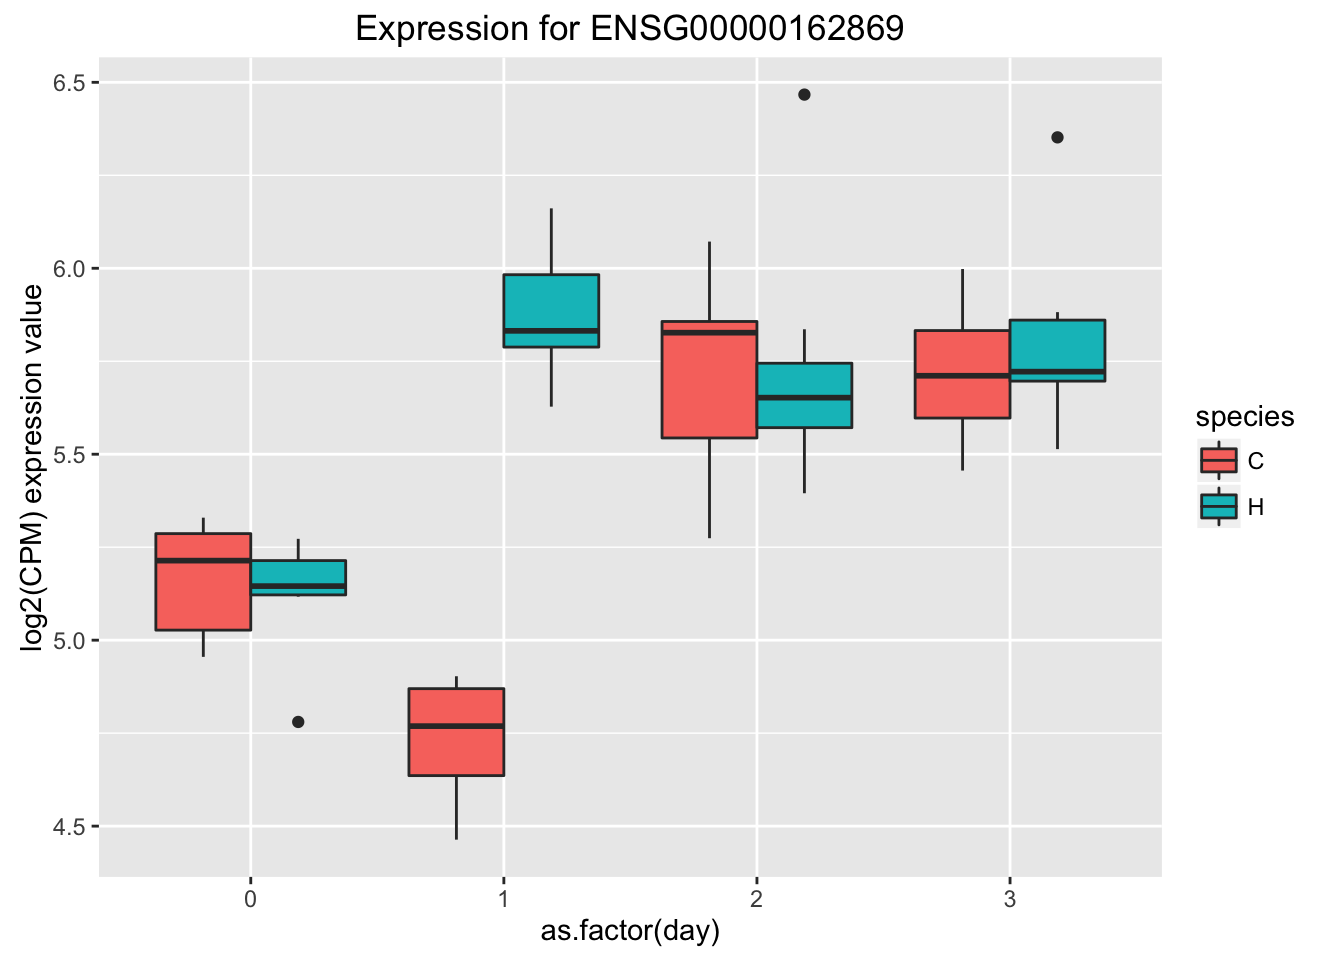 Expression for ENSG00000162869
log2(CPM) expression value
6.5
6.0
5.5
5.0
4.5
0 1 2 3
as.factor(day)
species
C
H